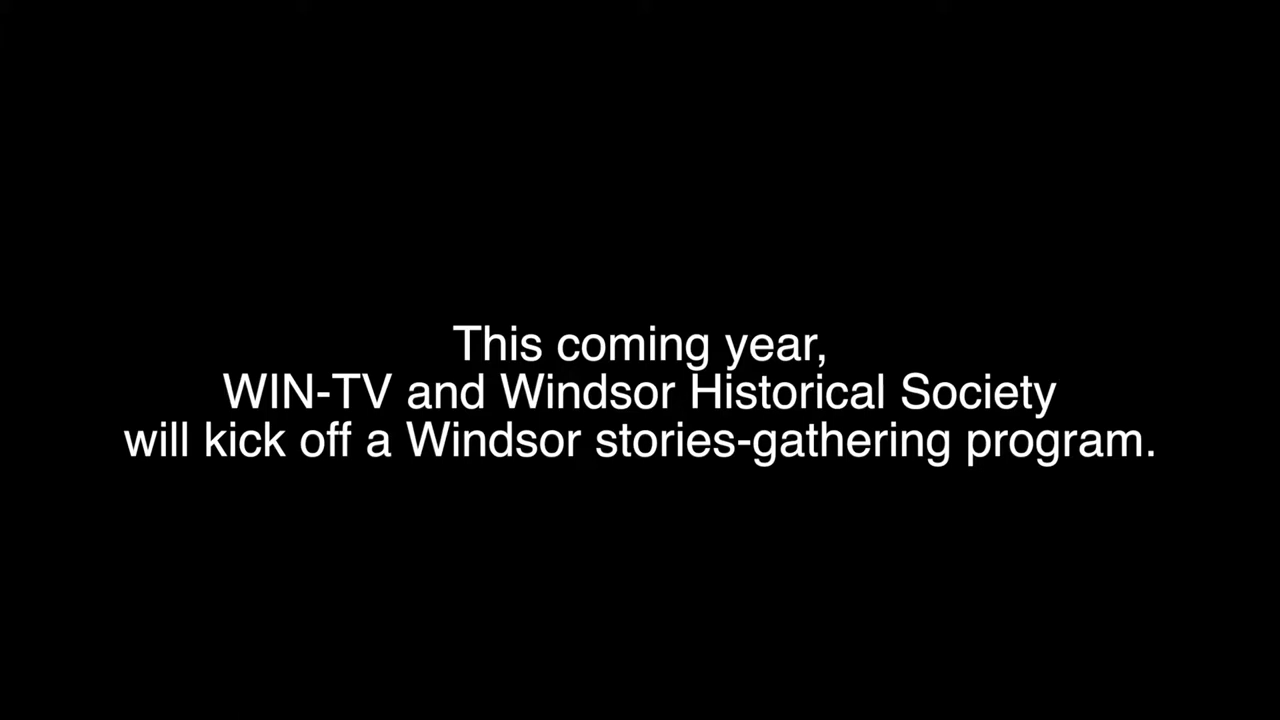 This coming year,
WIN-TV and Windsor Historical Society
will kick off a Windsor stories-gathering program.